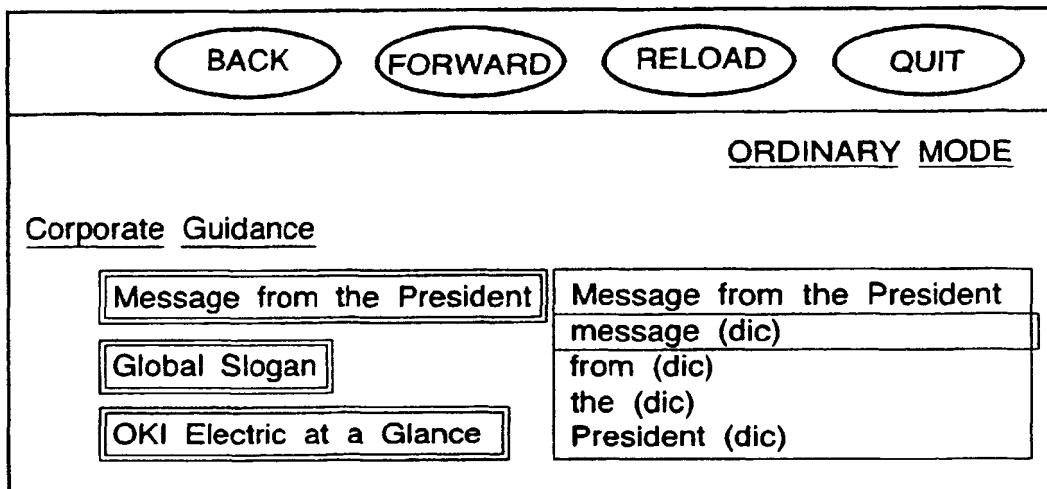 BACK FORWARD RELOAD QUIT
ORDINARY MODE
Corporate Guidance
Message from the President
Global Slogan
OKI Electric at a Glance
Message from the President
message (dic)
from (dic)
the (dic)
President (dic)